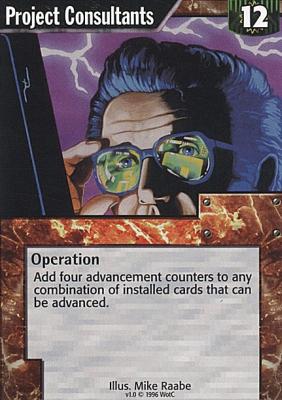 Project Consultants
12
Operation
Add four advancement counters to any
combination of installed cards that can
be advanced.
Illus. Mike Raabe
v1.0 © 1996 WotC